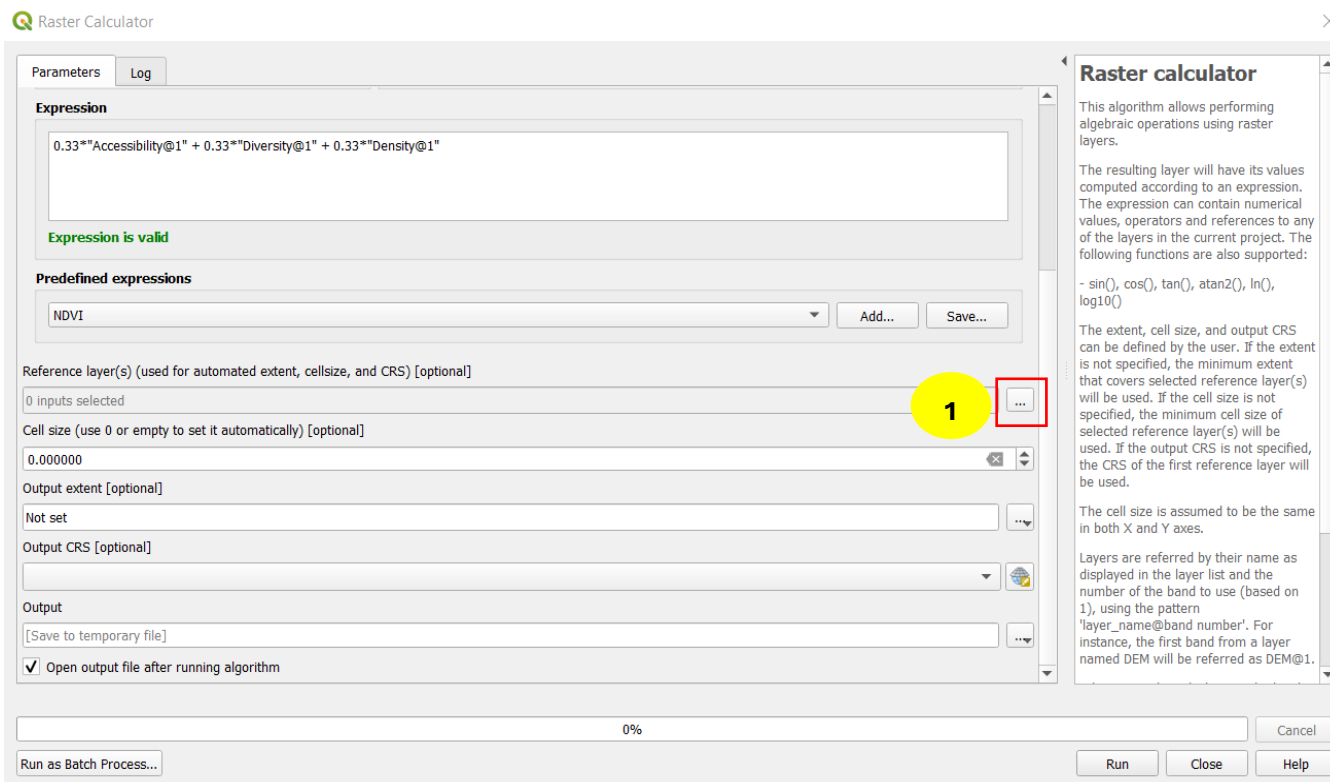 Raster Calculator
Parameters
Log
Expression
0.33*"Accessibility@1" + 0.33*"Diversity@1" + 0.33*"Density@1"
Expression is valid
Predefined expressions
NDVI
Add...
Save...
Reference layer(s) (used for automated extent, cellsize, and CRS) [optional]
0 inputs selected
1
...
Cell size (use 0 or empty to set it automatically) [optional]
0.000000
Output extent [optional]
Not set
...
Output CRS [optional]
Output
[Save to temporary file]
...
Open output file after running algorithm
Raster calculator
This algorithm allows performing
algebraic operations using raster
layers.
The resulting layer will have its values
computed according to an expression.
The expression can contain numerical
values, operators and references to any
of the layers in the current project. The
following functions are also supported:
- sin(), cos(), tan(), atan2(), ln(),
log10()
The extent, cell size, and output CRS
can be defined by the user. If the extent
is not specified, the minimum extent
that covers selected reference layer(s)
will be used. If the cell size is not
specified, the minimum cell size of
selected reference layer(s) will be
used. If the output CRS is not specified,
the CRS of the first reference layer will
be used.
The cell size is assumed to be the same
in both X and Y axes.
Layers are referred by their name as
displayed in the layer list and the
number of the band to use (based on
1), using the pattern
'layer_name@band number'. For
instance, the first band from a layer
named DEM will be referred as DEM@1.
0%
Cancel
Run as Batch Process...
Run
Close
Help